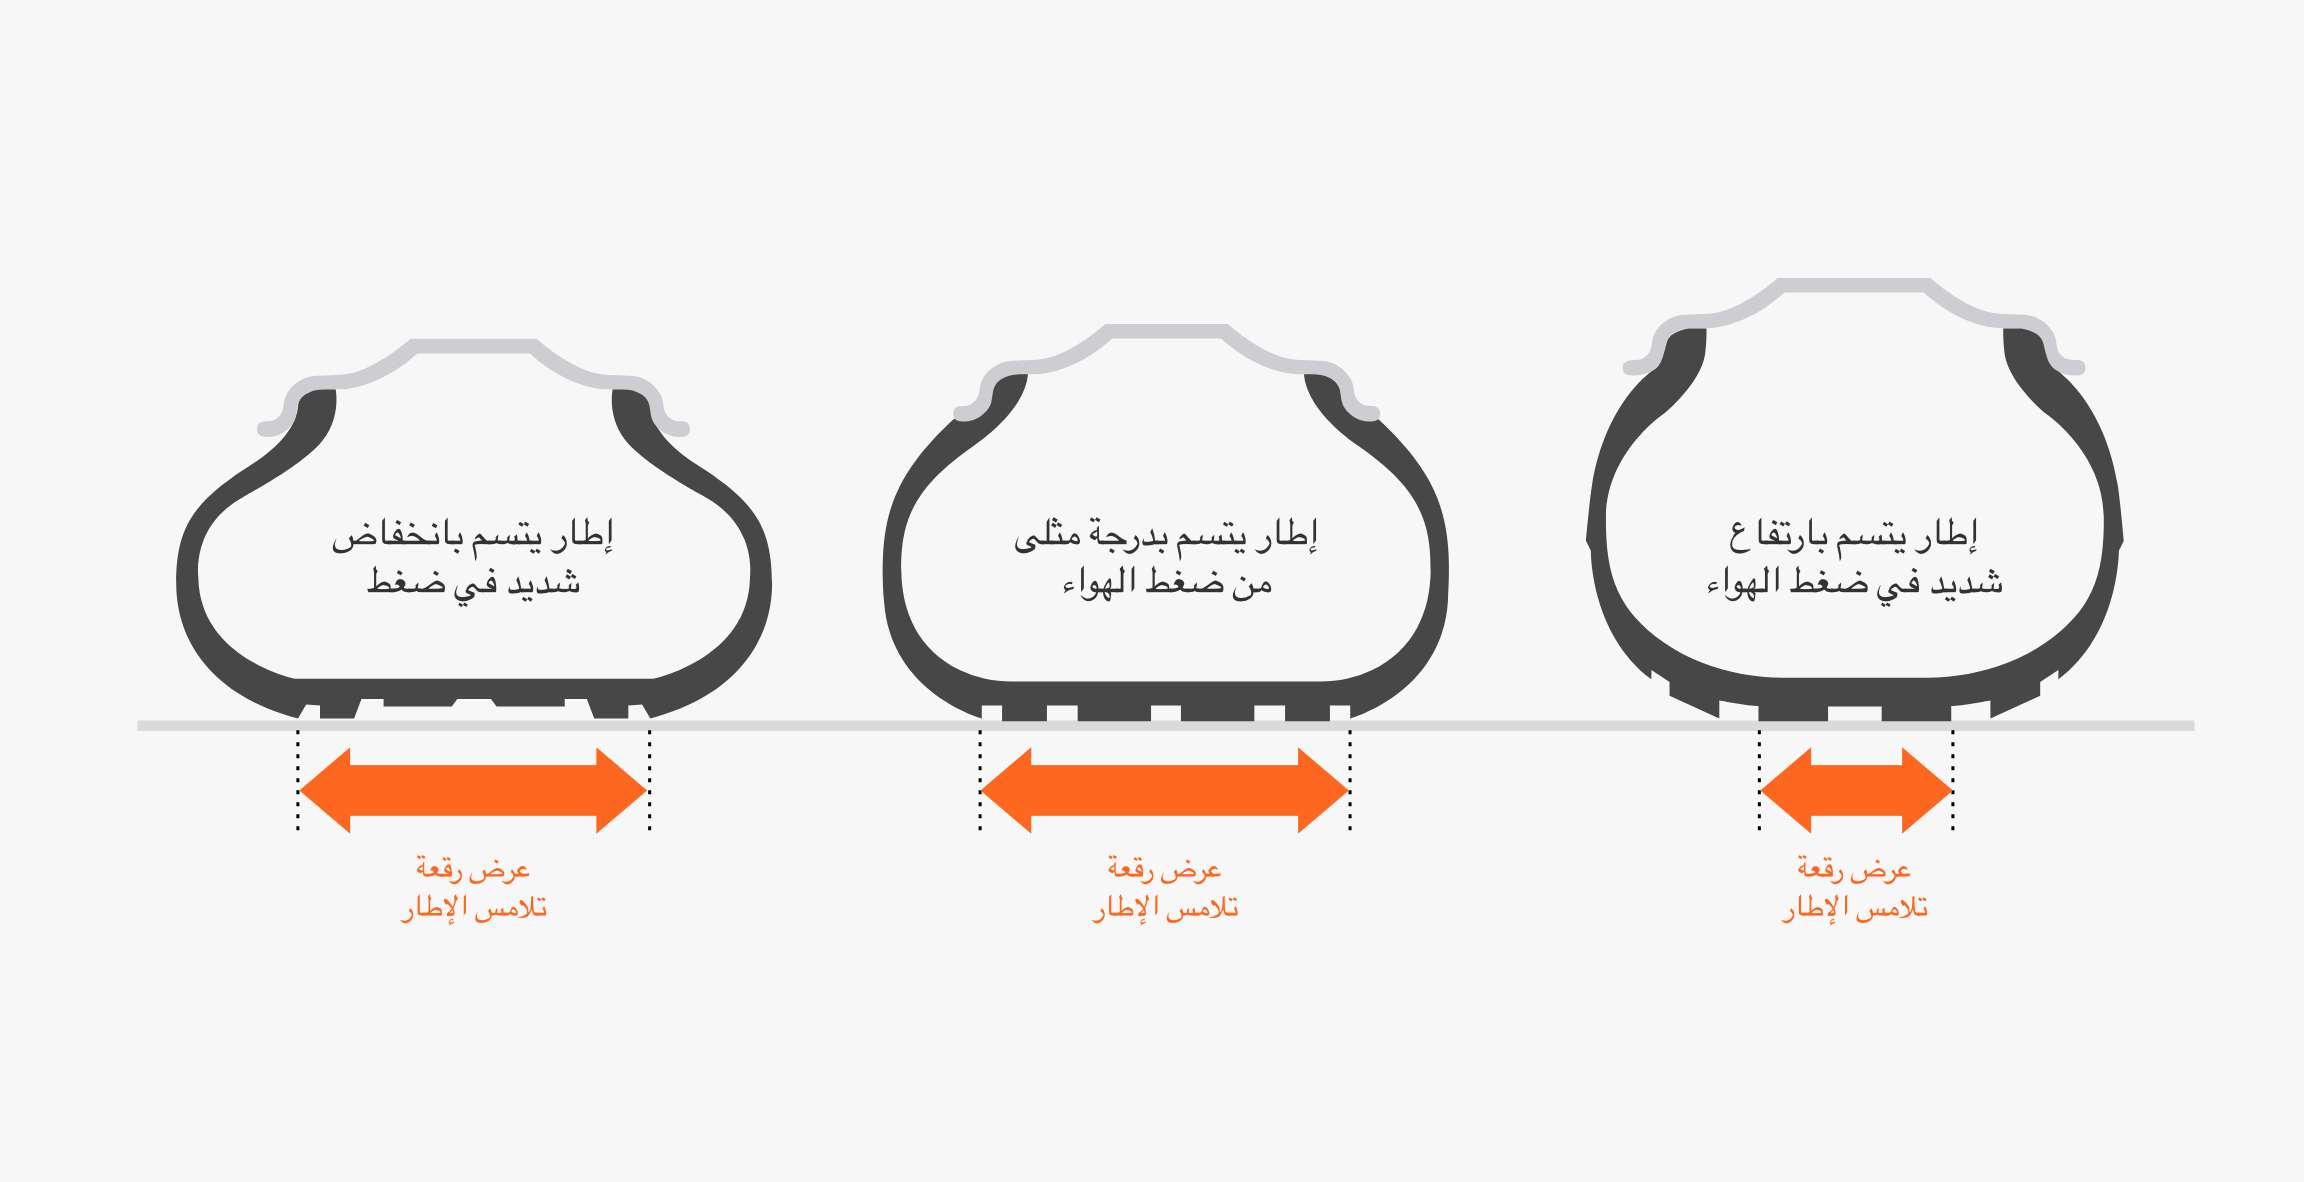 إطار يتسم بارتفاع
شديد في ضغط الهواء
إطار يتسم بدرجة مثلى
من ضغط الهواء
إطار يتسم بانخفاض
شديد في ضغط
عرض رقعة
تلامس الإطار
عرض رقعة
تلامس الإطار
عرض رقعة
تلامس الإطار